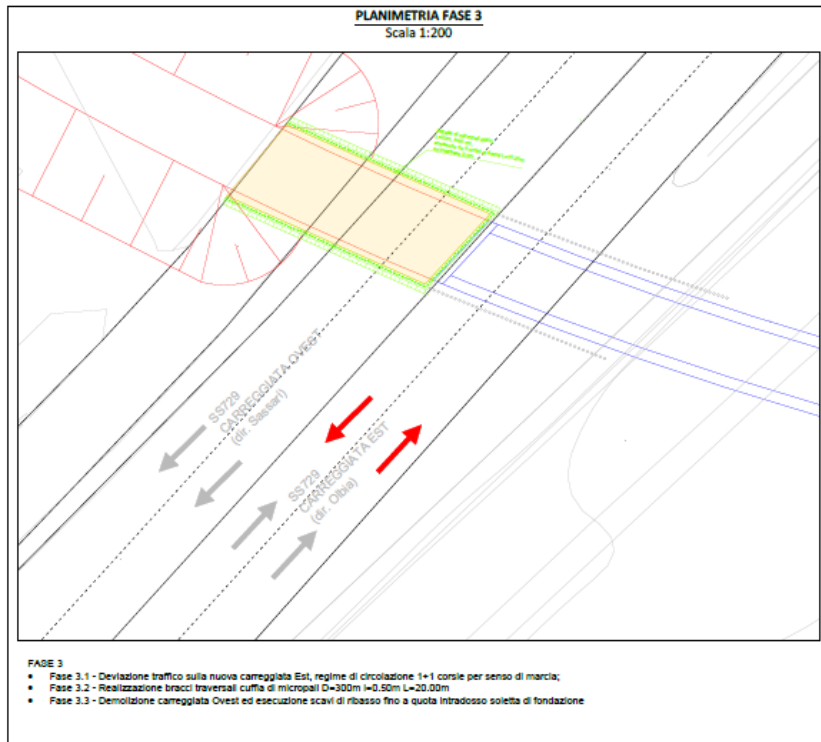 PLANIMETRIA FASE 3
Scala 1:200
SS729
CARREGGIATA OVEST
(dir. Sassari)
SS729
CARREGGIATA EST
(dir. Olbia)
FASE 3
• Fase 3.1 - Deviazione traffico sulla nuova carreggiata Est, regime di circolazione 1+1 corsie per senso di marcia;
• Fase 3.2 - Realizzazione bracci traversali cuffia di micropali D=300m i=0.50m L=20.00m
• Fase 3.3 - Demolizione carreggiata Ovest ed esecuzione scavi di ribasso fino a quota intradosso soletta di fondazione